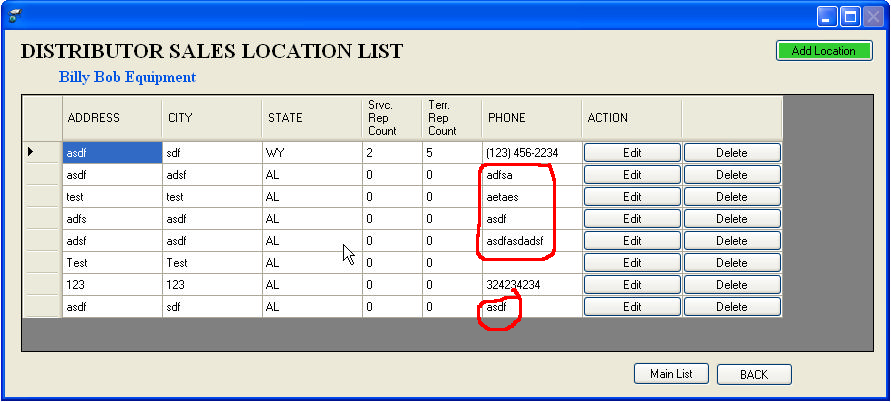 DISTRIBUTOR SALES LOCATION LIST
Add Location
Billy Bob Equipment
ADDRESS CITY STATE Srvc. Rep Count Terr. Rep Count PHONE ACTION
asdf sdf WY 2 5 (123) 456-2234 Edit Delete
asdf adsf AL 0 0 adfsa Edit Delete
test test AL 0 0 aetaes Edit Delete
adfs asdf AL 0 0 asdf Edit Delete
adsf asdf AL 0 0 asdfasdadsf Edit Delete
Test Test AL 0 0 Edit Delete
123 123 AL 0 0 324234234 Edit Delete
asdf sdf AL 0 0 asdf Edit Delete
Main List BACK